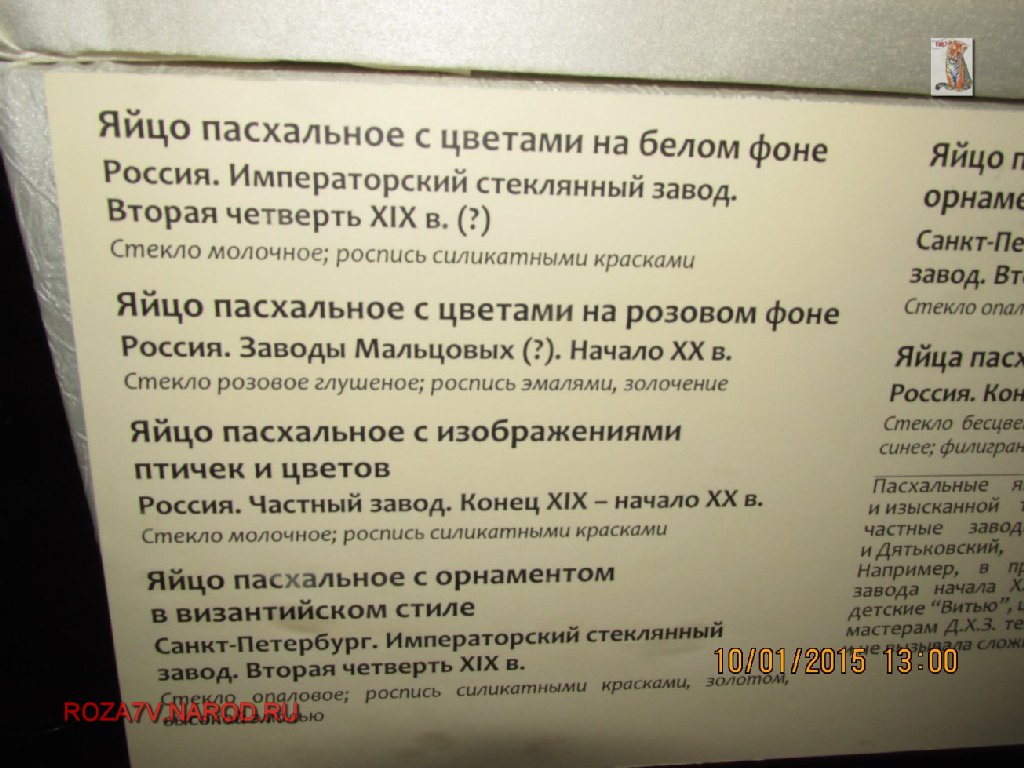 Яйцо пасхальное с цветами на белом фоне
Россия. Императорский стеклянный завод.
Вторая четверть XIX в. (?)
Стекло молочное; роспись силикатными красками
Яйцо пасхальное с цветами на розовом фоне
Россия. Заводы Мальцовых (?). Начало XX в.
Стекло розовое глушеное; роспись эмалями, золочение
Яйцо пасхальное с изображениями
птичек и цветов
Россия. Частный завод. Конец XIX – начало XX в.
Стекло молочное; роспись силикатными красками
Яйцо пасхальное с орнаментом
в византийском стиле
Санкт-Петербург. Императорский стеклянный
завод. Вторая четверть XIX в.
Стекло опаловое; роспись силикатными красками, золотом,
Яйцо п
орнаме
Санкт-Пе
завод. Вт
Стекло опал
Яйца пасх
Россия. Кон
Стекло бесцве
синее; филигран
Пасхальные я
и изысканной
частные завод
и Дятьковский,
Например, в пр
завода начала X
детские “Витью”,
мастерам Д.Х.З. те
не вызывала слож
10/01/2015 13:00
ROZA7V.NAROD.RU